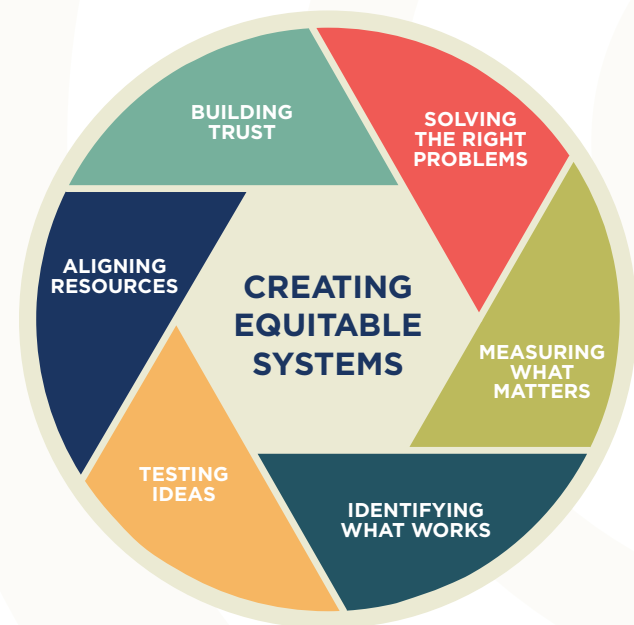 BUILDING
TRUST
SOLVING
THE RIGHT
PROBLEMS
ALIGNING
RESOURCES
CREATING
EQUITABLE
SYSTEMS
MEASURING
WHAT
MATTERS
TESTING
IDEAS
IDENTIFYING
WHAT WORKS